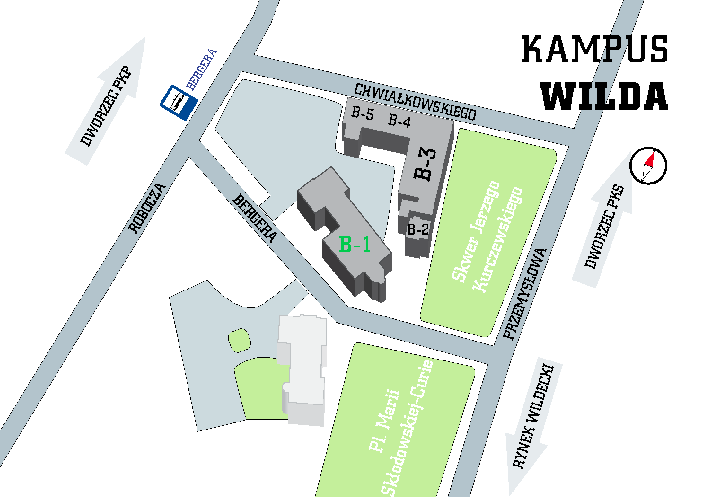 KAMPUS
WILDA
BERGERA
DWORZEC PKP
CHWIAŁKOWSKIEGO
B-5
B-4
B-3
B-2
B-1
ROBOCZA
BERGERA
Skwer Jerzego
Kurczewskiego
DWORZEC PKS
PRZEMYSŁOWA
RYNEK WILDECKI
Pl. Marii
Skłodowskiej-Curie